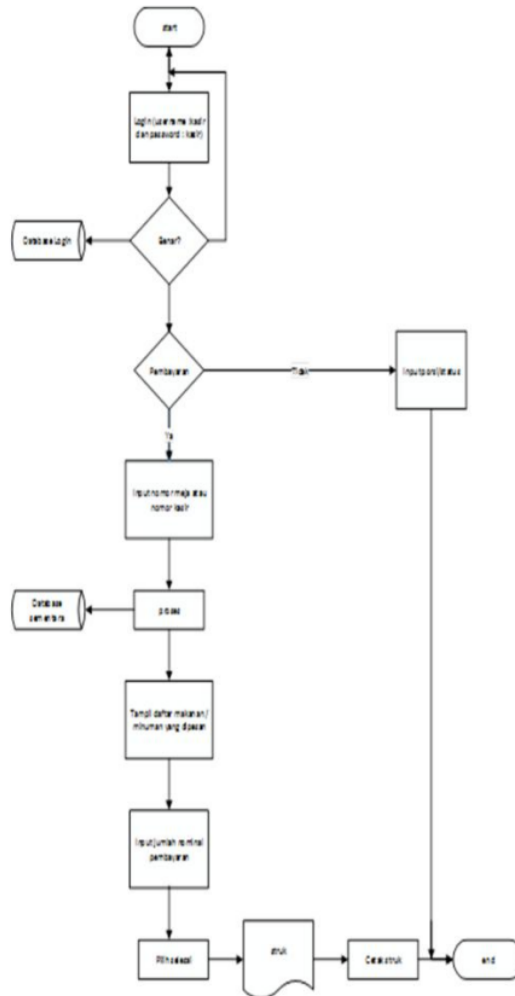 start
Login (username : kasir
dan password : kasir)
Database Login
Benar?
Pembayaran
Tidak
Input porsi/status
Ya
Input nomor meja atau
nomor kasir
Database
sementara
proses
Tampil daftar makanan /
minuman yang dipesan
Input jumlah nominal
pembayaran
Pilih selesai
struk
Cetak struk
end